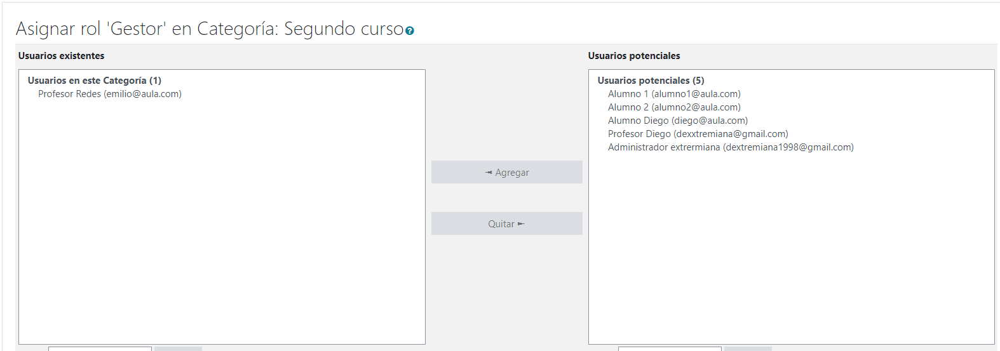 Asignar rol 'Gestor' en Categoría: Segundo curso
Usuarios existentes
Usuarios en este Categoría (1)
Profesor Redes (emilio@aula.com)
Agregar
Quitar
Usuarios potenciales
Usuarios potenciales (5)
Alumno 1 (alumno1@aula.com)
Alumno 2 (alumno2@aula.com)
Alumno Diego (diego@aula.com)
Profesor Diego (dexxtremiana@gmail.com)
Administrador extrermiana (dextremiana1998@gmail.com)